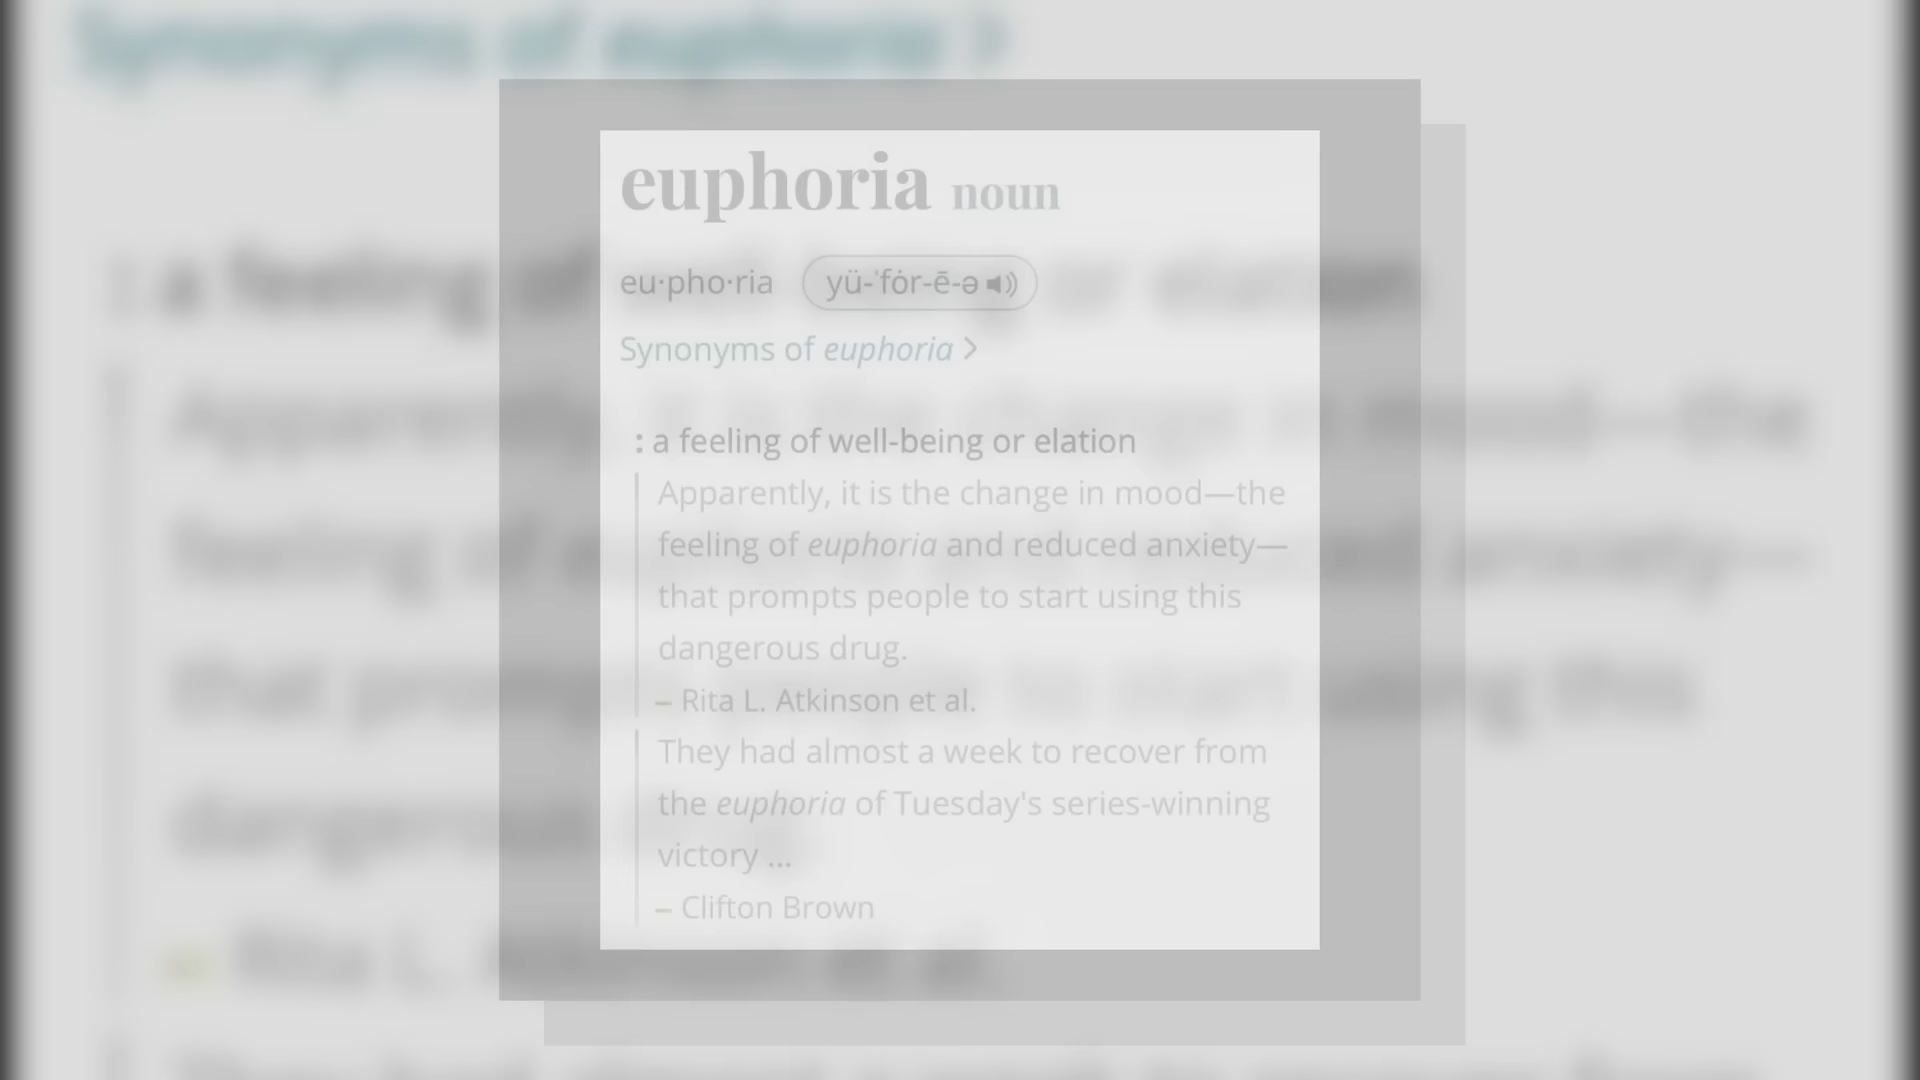 Synonyms of euphoria >
euphoria noun
eu·pho·ria yü-ˈfȯr-ē-ə
Synonyms of euphoria >
: a feeling of well-being or elation
Apparently, it is the change in mood—the
feeling of euphoria and reduced anxiety—
that prompts people to start using this
dangerous drug.
– Rita L. Atkinson et al.
They had almost a week to recover from
the euphoria of Tuesday's series-winning
victory ...
– Clifton Brown